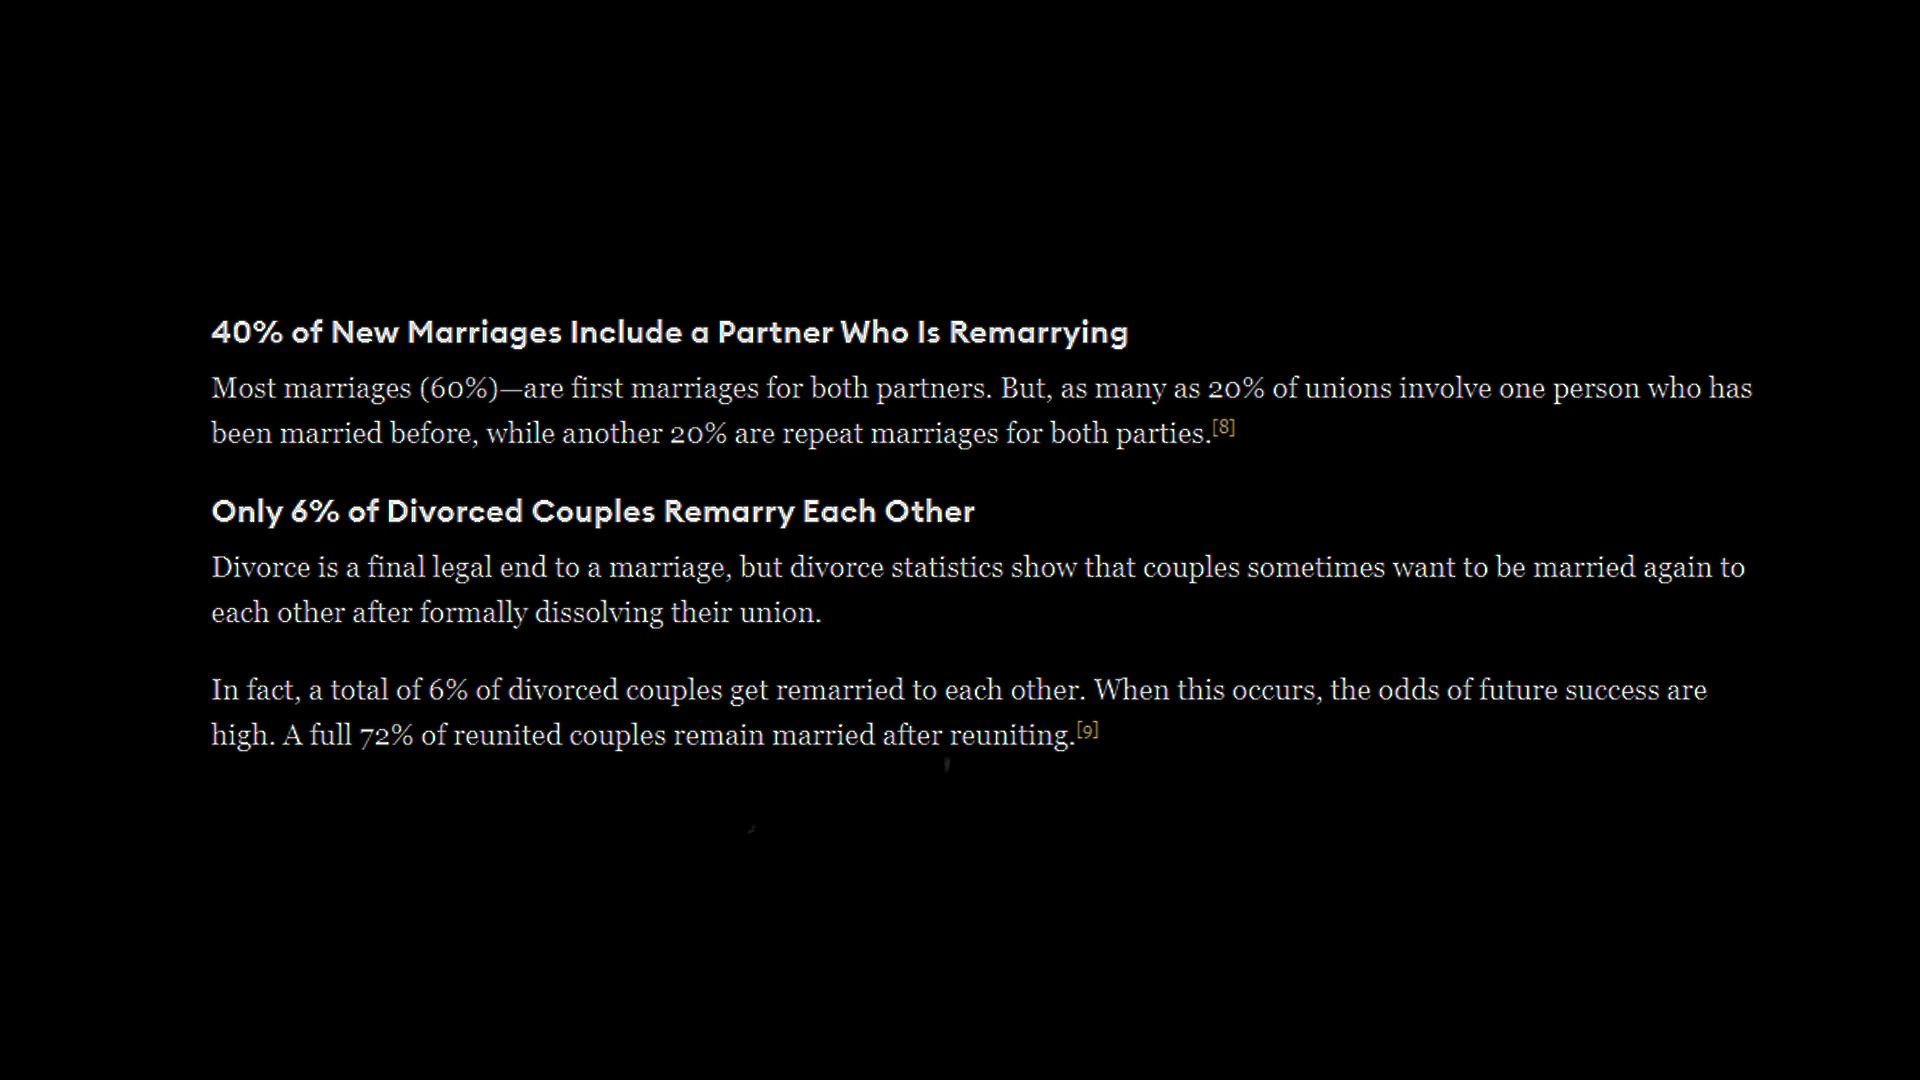 40% of New Marriages Include a Partner Who Is Remarrying
Most marriages (60%)—are first marriages for both partners. But, as many as 20% of unions involve one person who has
been married before, while another 20% are repeat marriages for both parties.[8]
Only 6% of Divorced Couples Remarry Each Other
Divorce is a final legal end to a marriage, but divorce statistics show that couples sometimes want to be married again to
each other after formally dissolving their union.
In fact, a total of 6% of divorced couples get remarried to each other. When this occurs, the odds of future success are
high. A full 72% of reunited couples remain married after reuniting.[9]